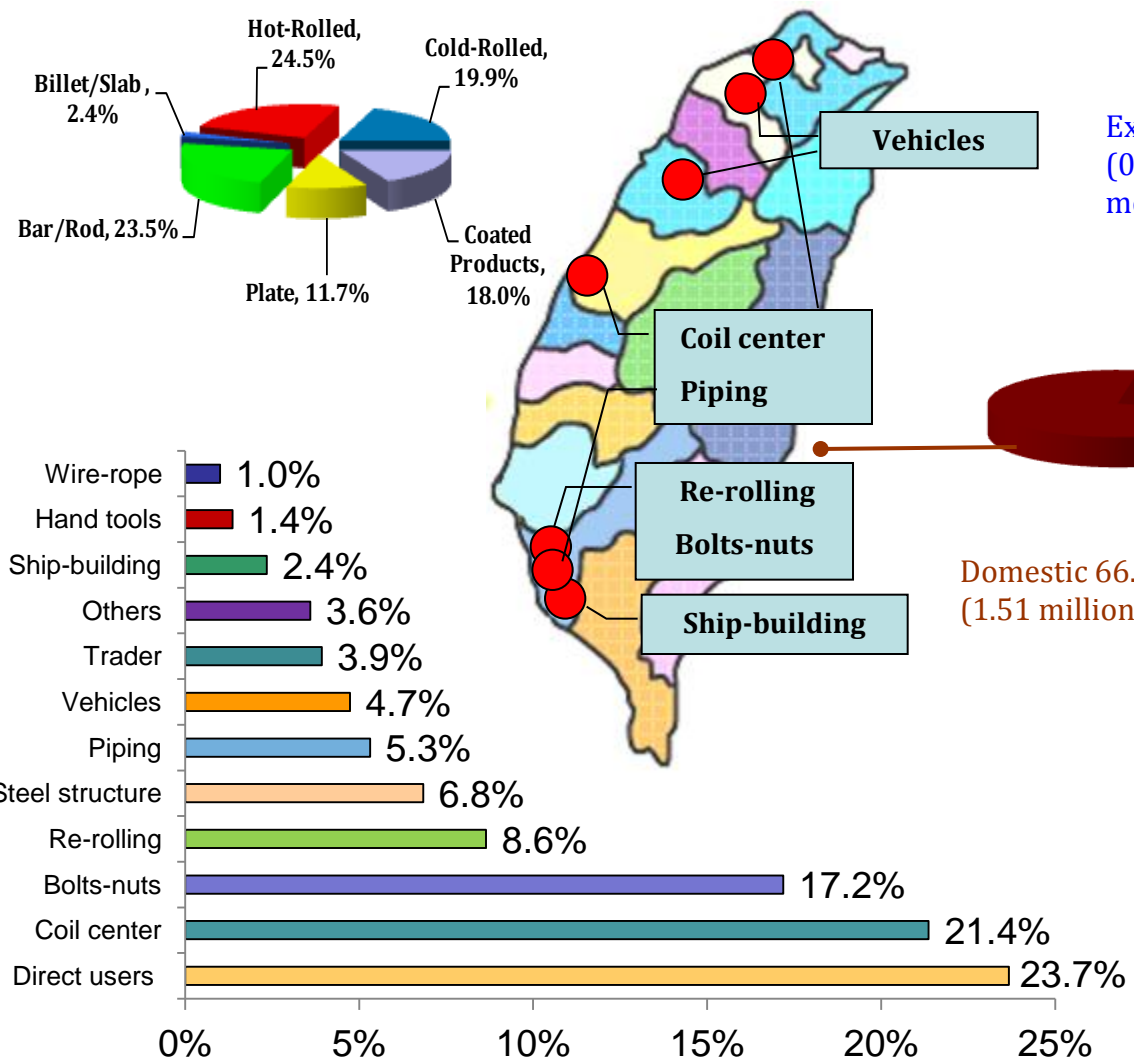 Hot-Rolled,
24.5%
Cold-Rolled,
19.9%
Billet/Slab ,
2.4%
Bar/Rod, 23.5%
Plate, 11.7%
Coated
Products,
18.0%
Vehicles
Coil center
Piping
Re-rolling
Bolts-nuts
Ship-building
Ex
(0
Domestic 66.
(1.51 million
Wire-rope 1.0%
Hand tools 1.4%
Ship-building 2.4%
Others 3.6%
Trader 3.9%
Vehicles 4.7%
Piping 5.3%
Steel structure 6.8%
Re-rolling 8.6%
Bolts-nuts 17.2%
Coil center 21.4%
Direct users 23.7%
0% 5% 10% 15% 20% 25%